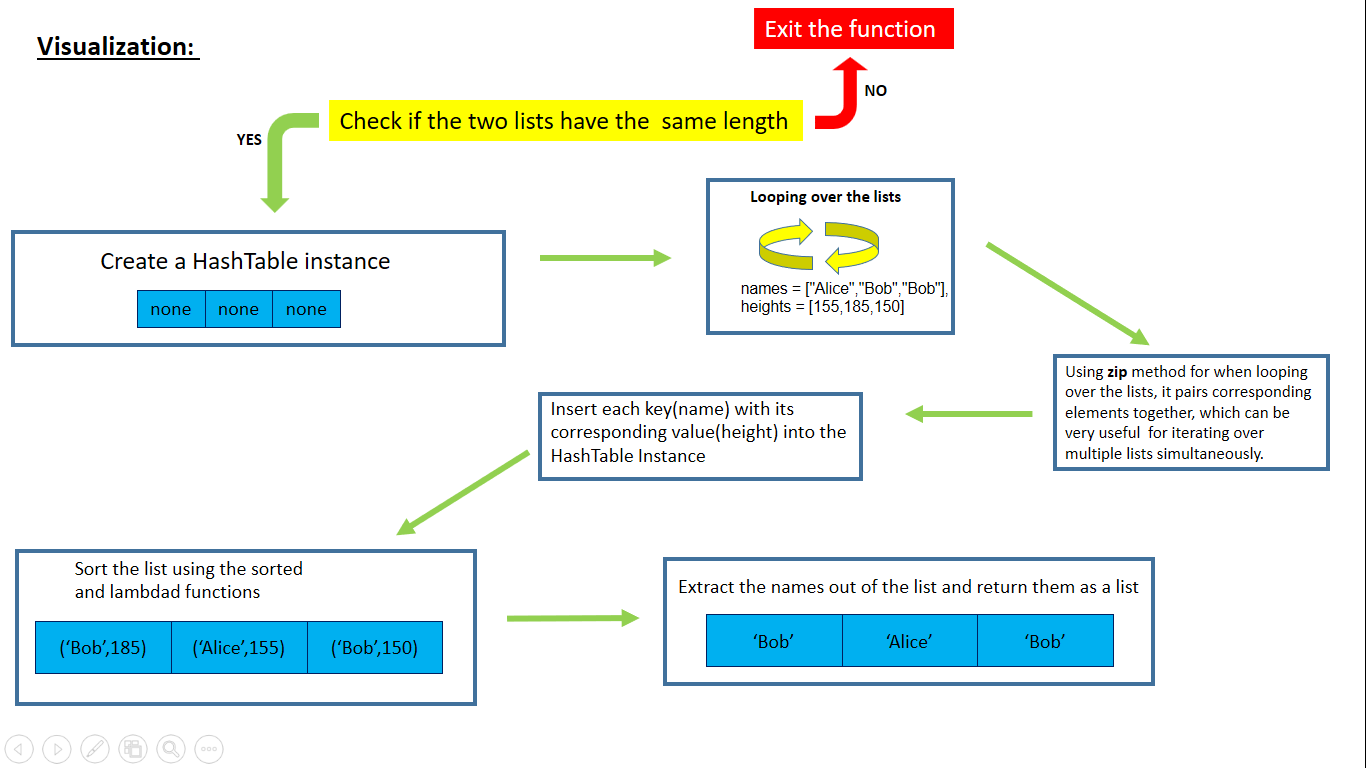 Visualization:
Exit the function
NO
Check if the two lists have the  same length
YES
Create a HashTable instance
none none none
Looping over the lists
names = ["Alice","Bob","Bob"],
heights = [155,185,150]
Using zip method for when looping
over the lists, it pairs corresponding
elements together, which can be
very useful  for iterating over
multiple lists simultaneously.
Insert each key(name) with its
corresponding value(height) into the
HashTable Instance
Sort the list using the sorted
and lambdad functions
(‘Bob’,185) (‘Alice’,155) (‘Bob’,150)
Extract the names out of the list and return them as a list
‘Bob’ ‘Alice’ ‘Bob’